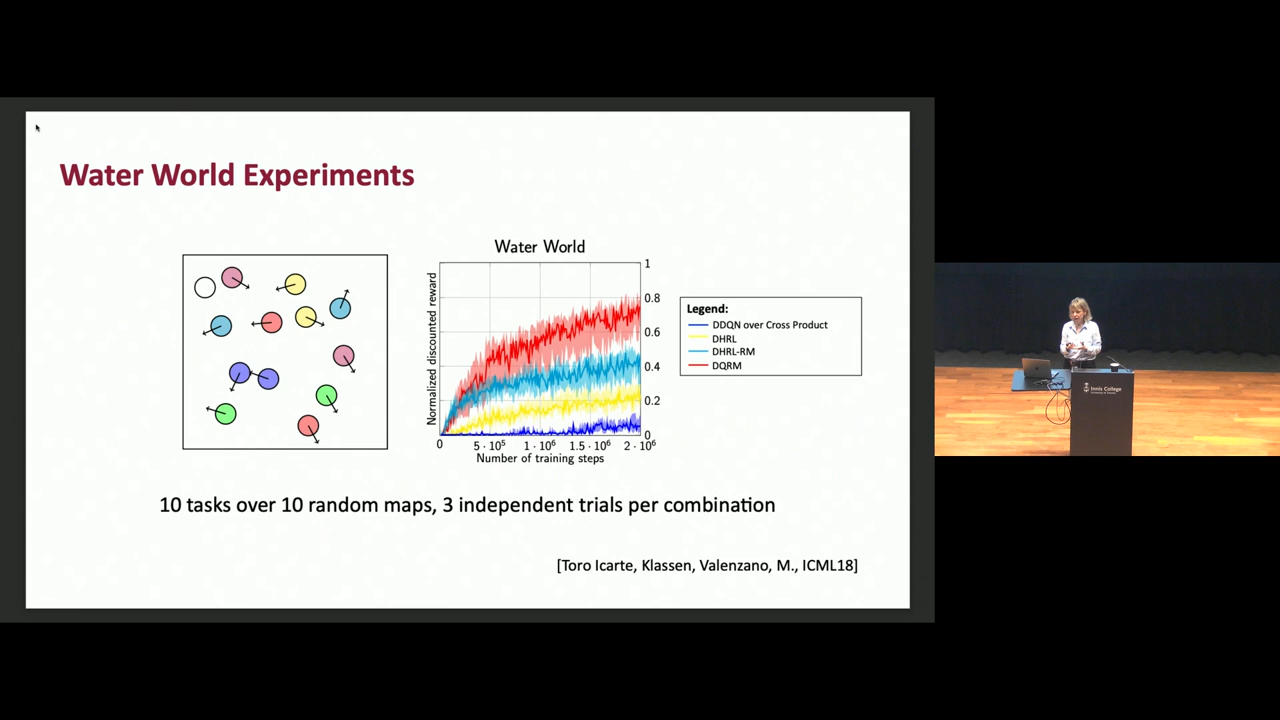 Water World Experiments
Water World
Normalized discounted reward
1
0.8
0.6
0.4
0.2
0
0 5 · 10⁵ 1 · 10⁶ 1.5 · 10⁶ 2 · 10⁶
Number of training steps
Legend:
DDQN over Cross Product
DHRL
DHRL-RM
DQRM
10 tasks over 10 random maps, 3 independent trials per combination
[Toro Icarte, Klassen, Valenzano, M., ICML18]
Innis College